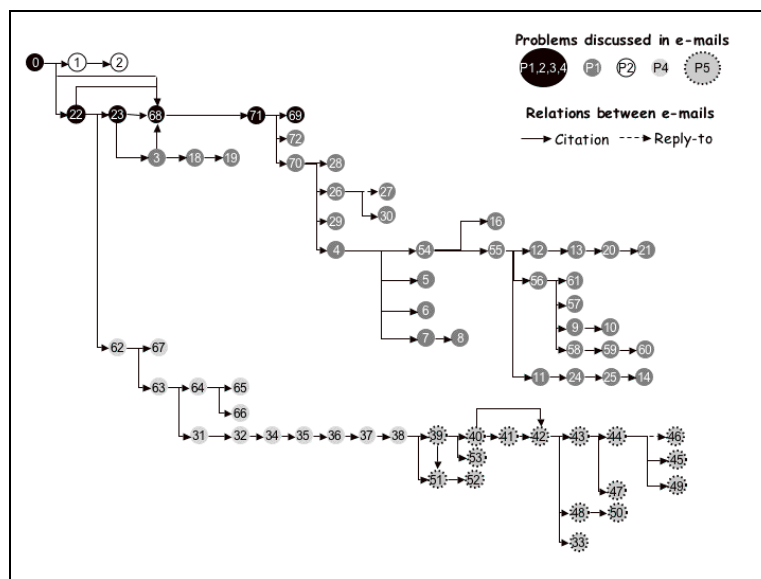 Problems discussed in e-mails
P1,2,3,4 P1 P2 P4 P5
Relations between e-mails
Citation Reply-to
0 1 2
22 23 68 71 69
72
3 18 19 70 28
26 27
30
29 16
4 54 55 12 13 20 21
5 56 61
57
6
9 10
7 8
62 67 58 59 60
11 24 25 14
63 64 65
66
31 32 34 35 36 37 38 39 40 41 42 43 44 46
53 45
51 52
47 49
48 50
33